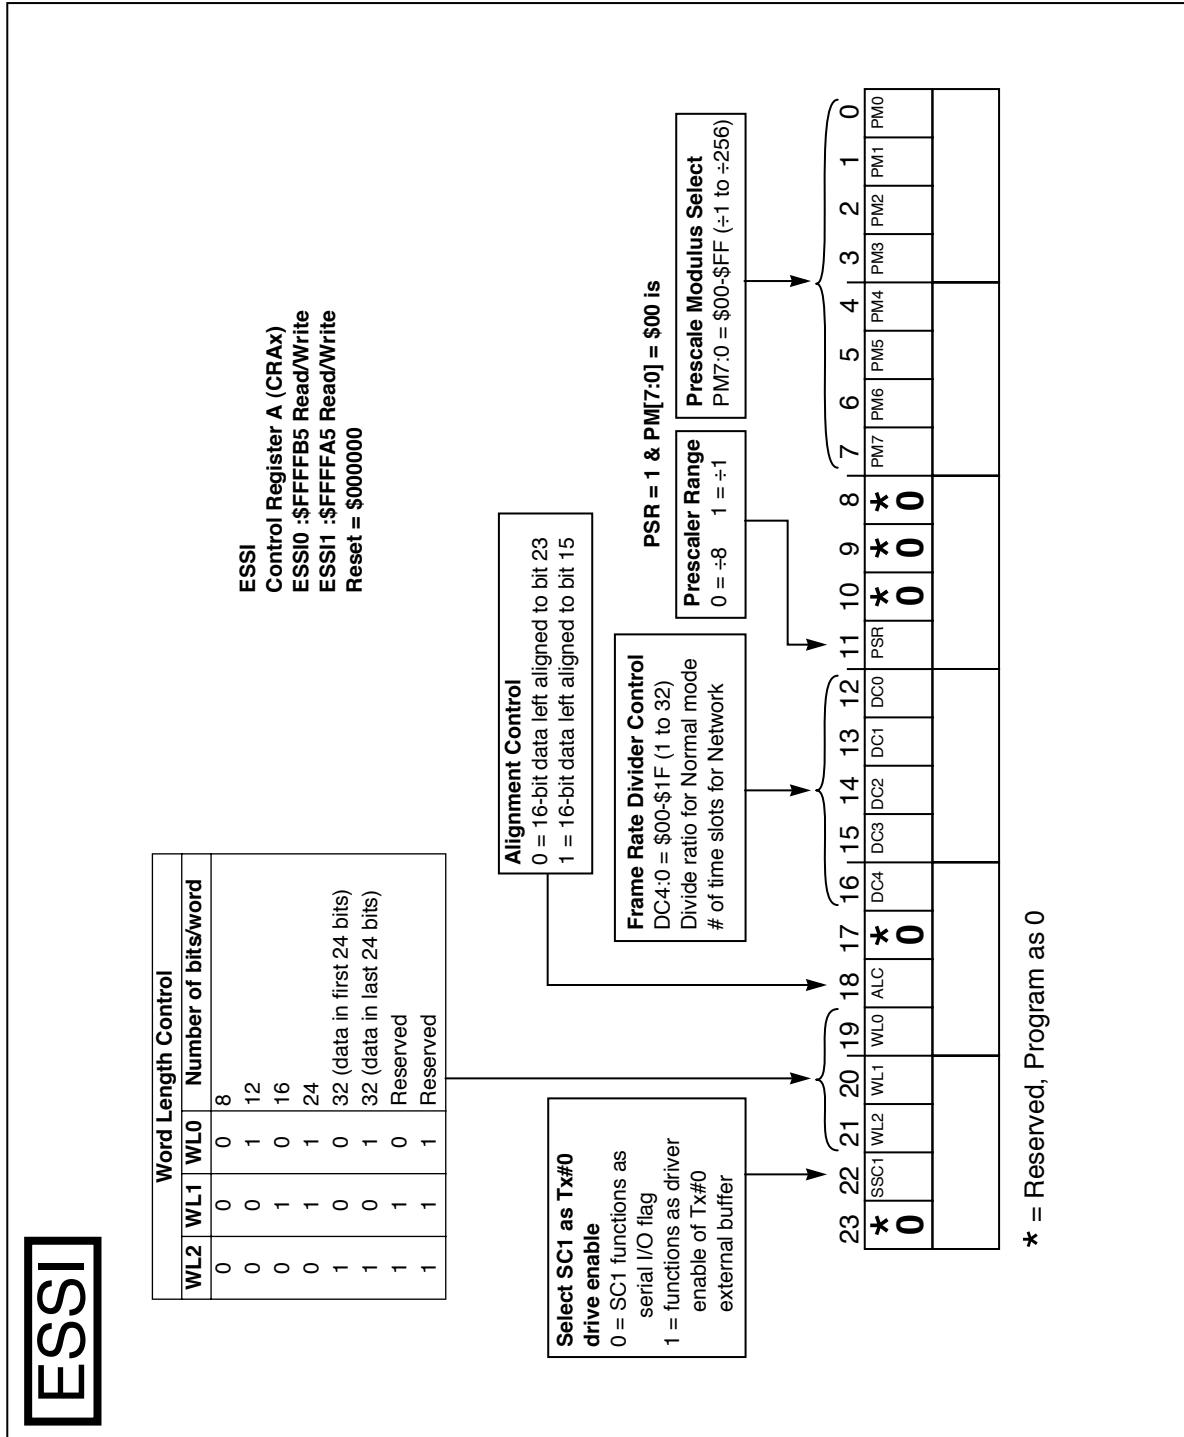 ESSI
ESSI
Control Register A (CRAx)
ESSI0 :$FFFFB5 Read/Write
ESSI1 :$FFFFA5 Read/Write
Reset = $000000
Word Length Control
WL2 WL1 WL0 Number of bits/word
0 0 0 8
0 0 1 12
0 1 0 16
0 1 1 24
1 0 0 32 (data in first 24 bits)
1 0 1 32 (data in last 24 bits)
1 1 0 Reserved
1 1 1 Reserved
Alignment Control
0 = 16-bit data left aligned to bit 23
1 = 16-bit data left aligned to bit 15
Select SC1 as Tx#0
drive enable
0 = SC1 functions as
serial I/O flag
1 = functions as driver
enable of Tx#0
external buffer
Frame Rate Divider Control
DC4:0 = $00-$1F (1 to 32)
Divide ratio for Normal mode
# of time slots for Network
PSR = 1 & PM[7:0] = $00 is
Prescaler Range
0 = ÷8 1 = ÷1
Prescale Modulus Select
PM7:0 = $00-$FF (÷1 to ÷256)
23 22 21 20 19 18 17 16 15 14 13 12 11 10 9 8 7 6 5 4 3 2 1 0
* SSC1 WL2 WL1 WL0 ALC * DC4 DC3 DC2 DC1 DC0 PSR * * * PM7 PM6 PM5 PM4 PM3 PM2 PM1 PM0
0 0 0 0 0
* = Reserved, Program as 0